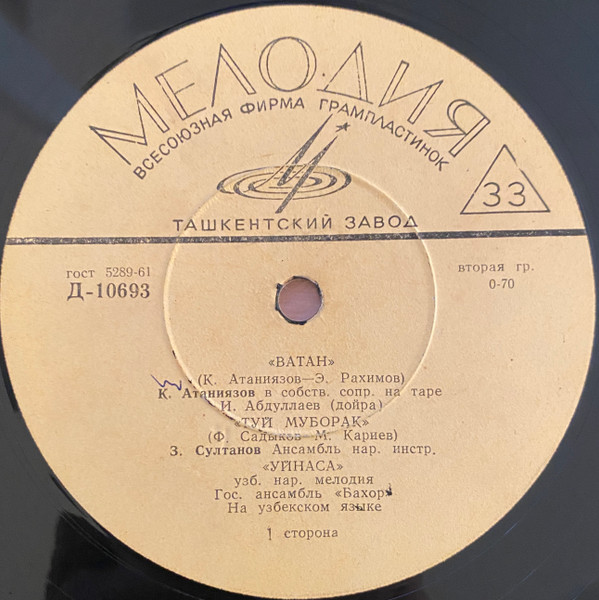 МЕЛОДИЯ
ВСЕСОЮЗНАЯ ФИРМА ГРАМПЛАСТИНОК
33
ТАШКЕНТСКИЙ ЗАВОД
гост 5289-61
Д-10693
вторая гр.
0-70
«ВАТАН»
(К. Атаниязов—Э. Рахимов)
К. Атаниязов в собств. сопр. на таре
И. Абдуллаев (дойра)
«ТУЙ МУБОРАК»
(Ф. Садыков—М. Кариев)
З. Султанов Ансамбль нар. инстр.
«УЙНАСА»
узб. нар. мелодия
Гос. ансамбль «Бахор»
На узбекском языке
1 сторона